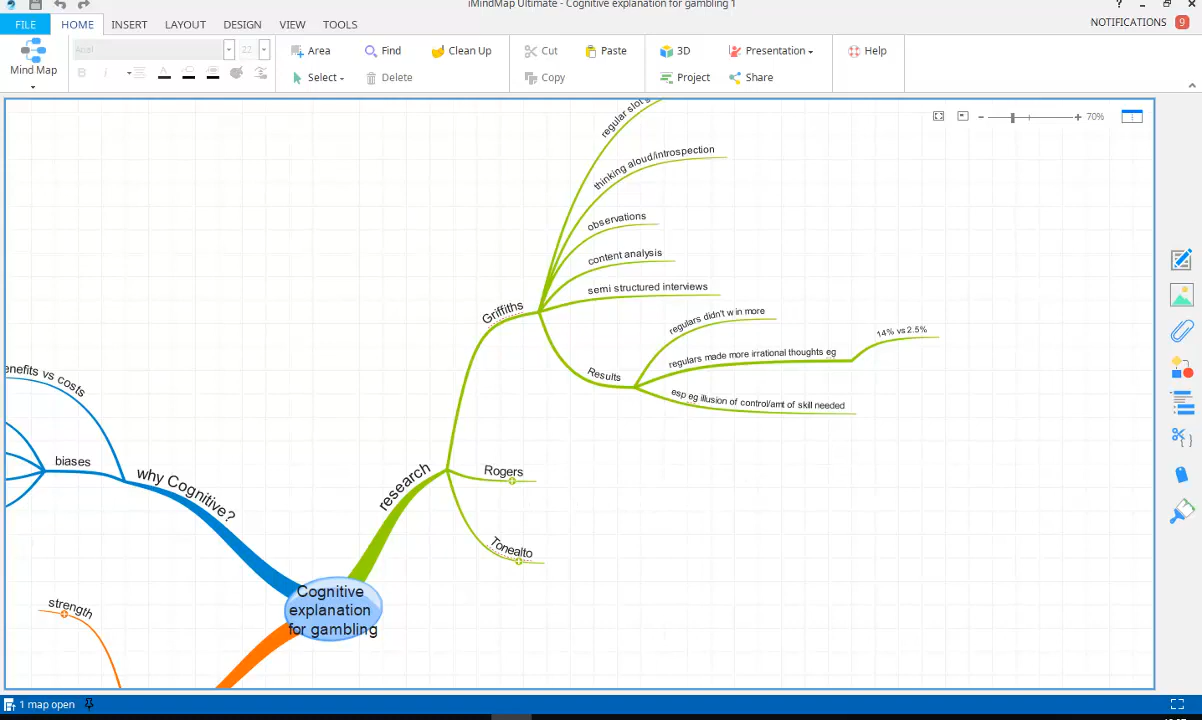 iMindMap Ultimate - Cognitive explanation for gambling 1
FILE HOME INSERT LAYOUT DESIGN VIEW TOOLS
NOTIFICATIONS 9
Mind Map
Arial 22
B i
Area
Select
Find
Delete
Clean Up
Cut
Copy
Paste
3D
Project
Presentation
Share
Help
70%
regular slot
thinking aloud/introspection
observations
content analysis
semi structured interviews
Griffiths
regulars didn't win more
14% vs 2.5%
regulars made more irrational thoughts eg
Results
esp eg illusion of control/amt of skill needed
enefits vs costs
biases
why Cognitive?
research
Rogers
Tonealto
Cognitive
explanation
for gambling
strength
1 map open